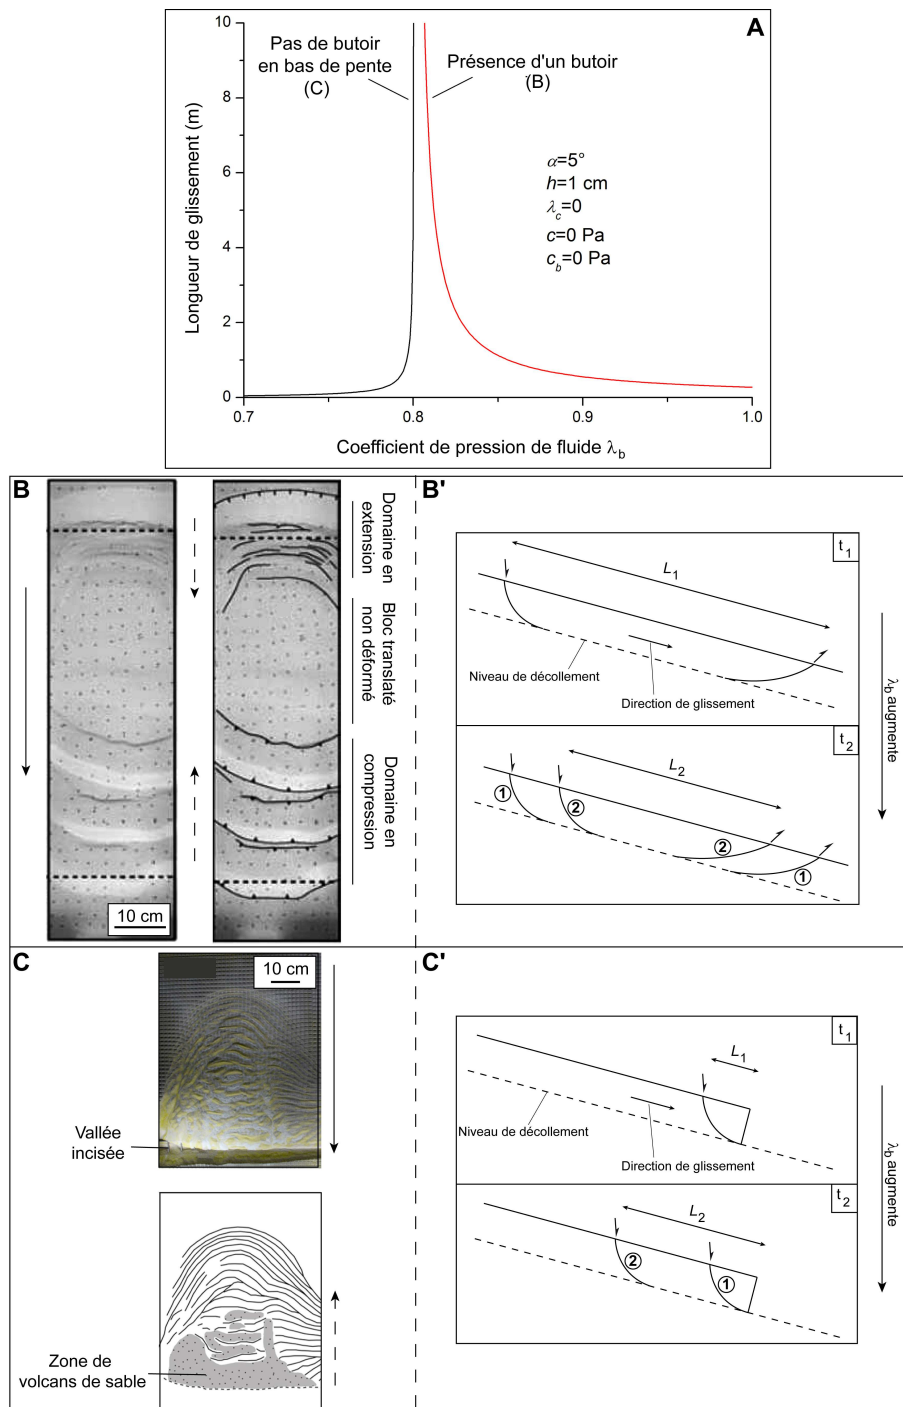 10
8
6
4
2
0
0.7
0.8
0.9
1.0
Longueur de glissement (m)
Coefficient de pression de fluide λb
Pas de butoir
en bas de pente
(C)
Présence d'un butoir
(B)
A
α=5°
h=1 cm
λc=0
c=0 Pa
cb=0 Pa
B
10 cm
Domaine en
extension
Bloc translaté
non déformé
Domaine en
compression
B'
t1
L1
Niveau de décollement
Direction de glissement
t2
L2
1
2
2
1
λb augmente
C
10 cm
Vallée
incisée
Zone de
volcans de sable
C'
t1
L1
Niveau de décollement
Direction de glissement
t2
L2
2
1
λb augmente